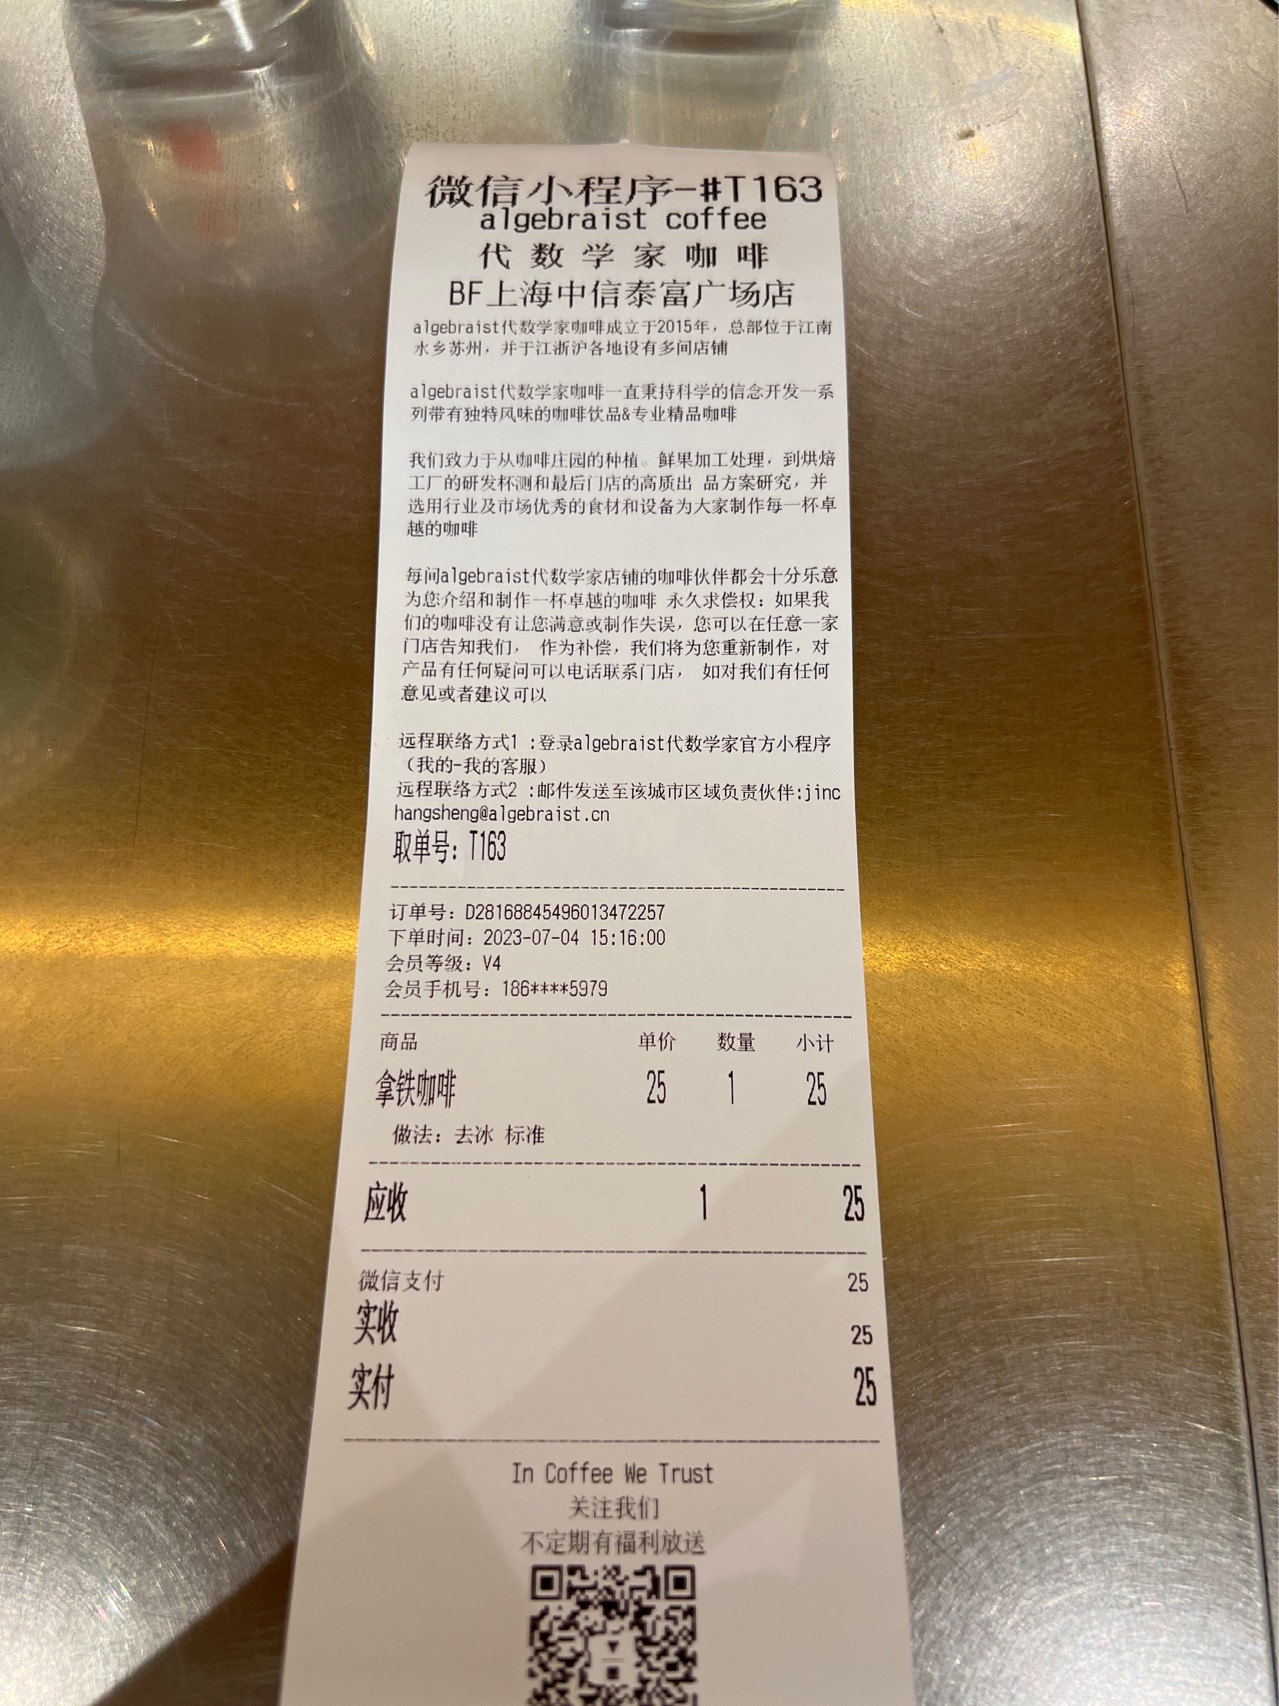 微信小程序-#T163
algebraist coffee
代数学家咖啡
BF上海中信泰富广场店
algebraist代数学家咖啡成立于2015年，总部位于江南
水乡苏州，并于江浙沪各地设有多间店铺
algebraist代数学家咖啡一直秉持科学的信念开发一系
列带有独特风味的咖啡饮品&专业精品咖啡
我们致力于从咖啡庄园的种植。鲜果加工处理，到烘焙
工厂的研发杯测和最后门店的高质出 品方案研究，并
选用行业及市场优秀的食材和设备为大家制作每一杯卓
越的咖啡
每间algebraist代数学家店铺的咖啡伙伴都会十分乐意
为您介绍和制作一杯卓越的咖啡 永久求偿权：如果我
们的咖啡没有让您满意或制作失误，您可以在任意一家
门店告知我们， 作为补偿，我们将为您重新制作，对
产品有任何疑问可以电话联系门店， 如对我们有任何
意见或者建议可以
远程联络方式1 :登录algebraist代数学家官方小程序
（我的-我的客服）
远程联络方式2 :邮件发送至该城市区域负责伙伴:jinc
hangsheng@algebraist.cn
取单号：T163
订单号：D28168845496013472257
下单时间：2023-07-04 15:16:00
会员等级：V4
会员手机号：186****5979
商品 单价 数量 小计
拿铁咖啡 25 1 25
做法：去冰 标准
应收 1 25
微信支付 25
实收 25
实付 25
In Coffee We Trust
关注我们
不定期有福利放送